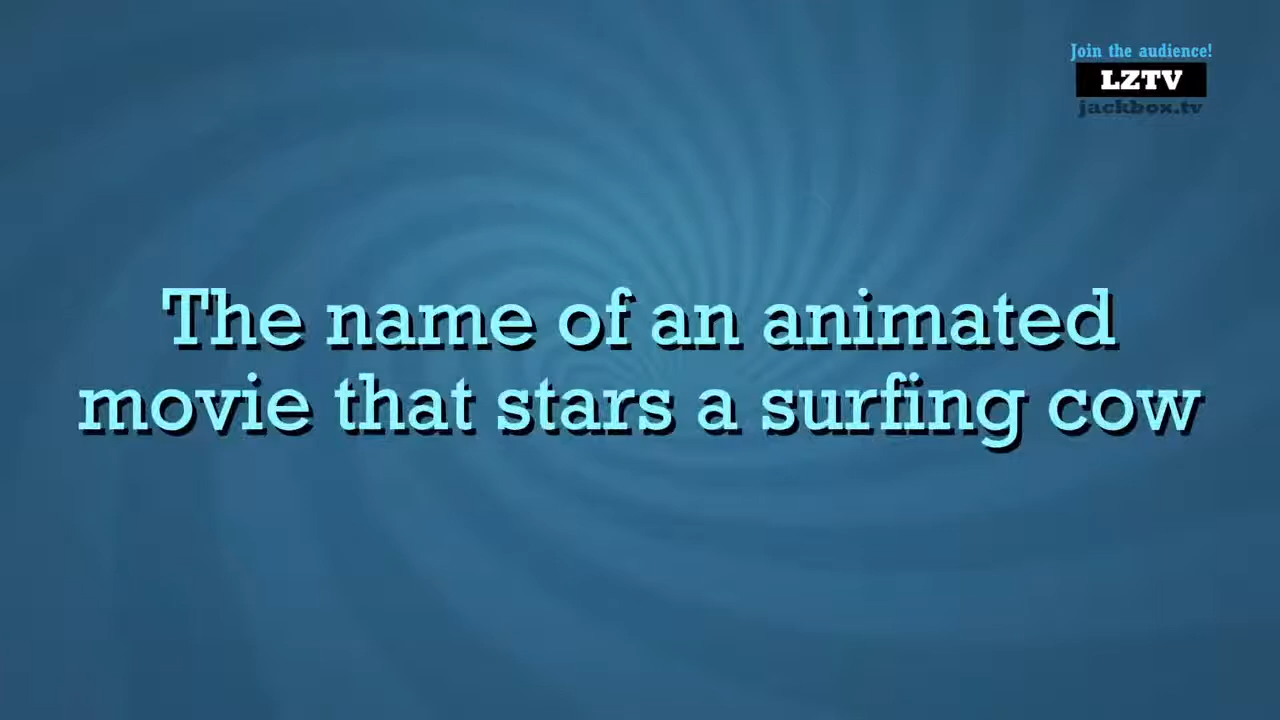 Join the audience!
LZTV
jackbox.tv
The name of an animated
movie that stars a surfing cow